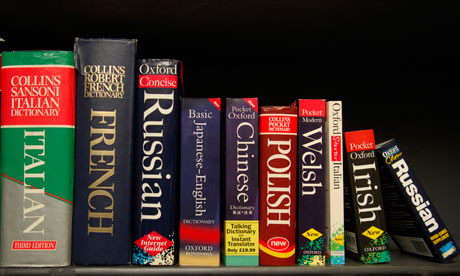 COLLINS
SANSONI
ITALIAN
DICTIONARY
ITALIAN
THIRD EDITION
COLLINS
ROBERT
FRENCH
DICTIONARY
FRENCH
Oxford
Concise
Russian
New
Internet
Guide
Basic
Japanese-English
DICTIONARY
OXFORD
Pocket
Oxford
Chinese
DICTIONARY
Talking
Dictionary
and
Instant
Translator
Only £19.99
COLLINS
POCKET
DICTIONARY
POLISH
new
Pocket
Modern
Welsh
New
Oxford
Starter
Italian
Pocket
Oxford
Irish
New
Oxford
Russian
New